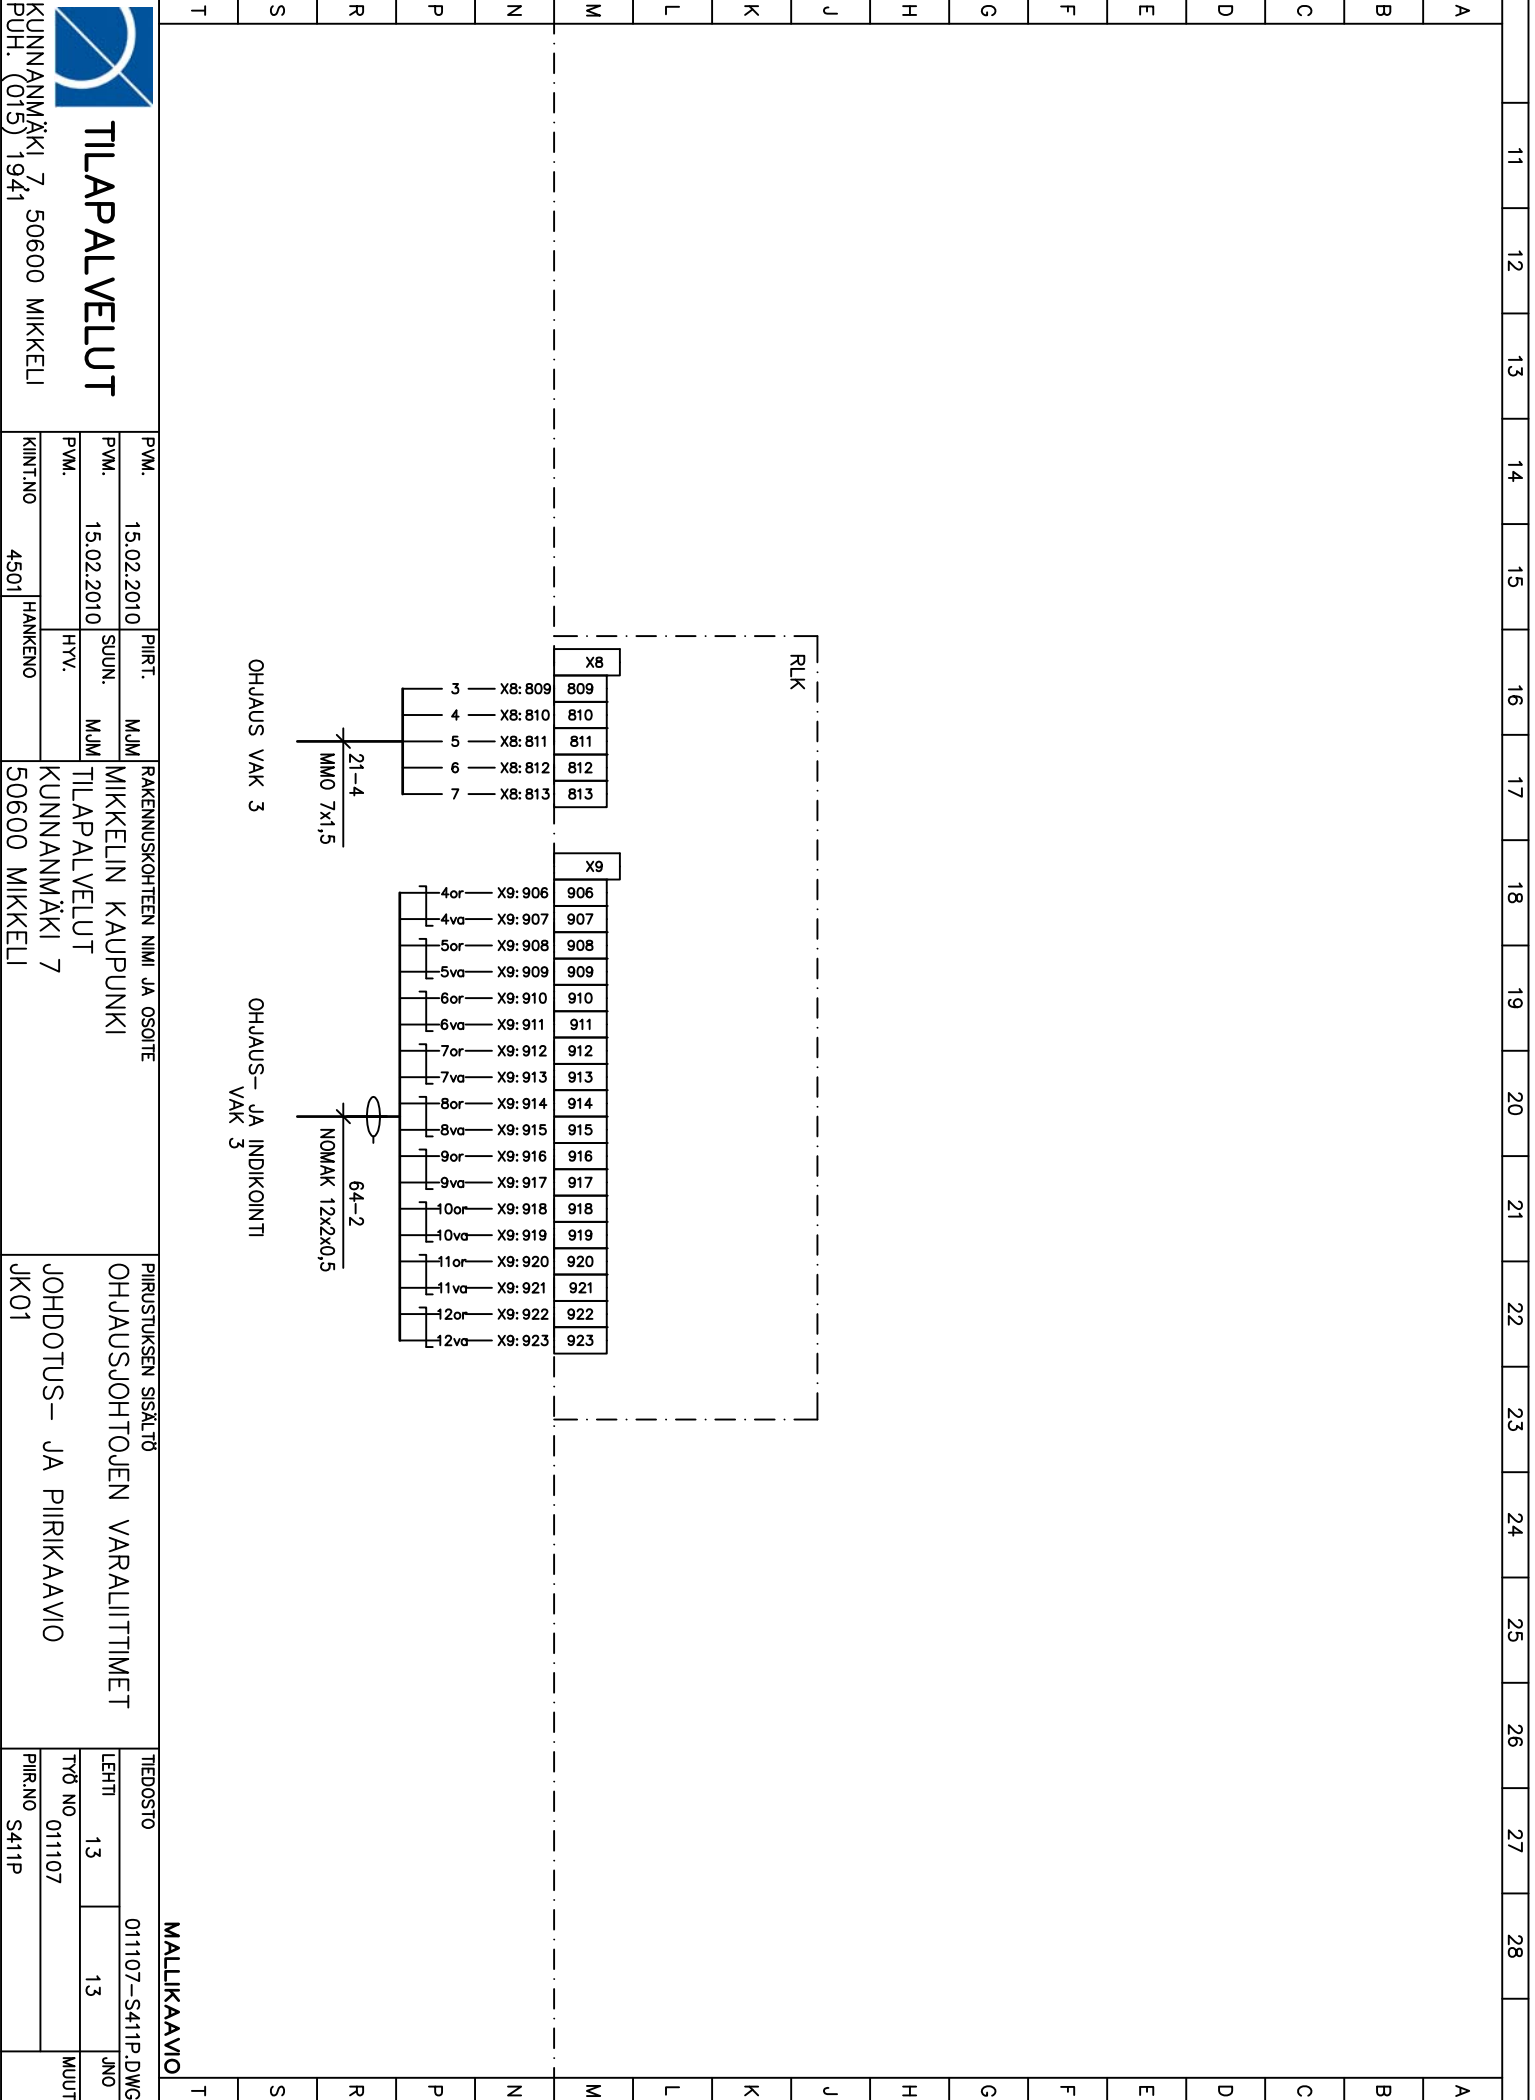 11 12 13 14 15 16 17 18 19 20 21 22 23 24 25 26 27 28
A A
B B
C C
D D
E E
F F
G G
H H
J J
K K
L L
M M
N N
P P
R R
S S
T T
RLK
X8
809 810 811 812 813
X8:809 X8:810 X8:811 X8:812 X8:813
3 4 5 6 7
21-4
MMO 7x1,5
OHJAUS VAK 3
X9
906 907 908 909 910 911 912 913 914 915 916 917 918 919 920 921 922 923
X9:906 X9:907 X9:908 X9:909 X9:910 X9:911 X9:912 X9:913 X9:914 X9:915 X9:916 X9:917 X9:918 X9:919 X9:920 X9:921 X9:922 X9:923
4or 4va 5or 5va 6or 6va 7or 7va 8or 8va 9or 9va 10or 10va 11or 11va 12or 12va
64-2
NOMAK 12x2x0,5
OHJAUS- JA INDIKOINTI
VAK 3
MALLIKAAVIO
TILAPALVELUT
KUNNANMÄKI 7, 50600 MIKKELI
PUH. (015) 1941
PVM. 15.02.2010 PIIRT. MJM
PVM. 15.02.2010 SUUN. MJM
PVM. HYV.
KIINT.NO 4501 HANKENO
RAKENNUSKOHTEEN NIMI JA OSOITE
MIKKELIN KAUPUNKI
TILAPALVELUT
KUNNANMÄKI 7
50600 MIKKELI
PIIRUSTUKSEN SISÄLTÖ
OHJAUSJOHTOJEN VARALIITTIMET
JOHDOTUS- JA PIIRIKAAVIO
JK01
TIEDOSTO 011107-S411P.DWG
LEHTI 13 13 JNO
TYÖ NO 011107 MUUT
PIIR.NO S411P